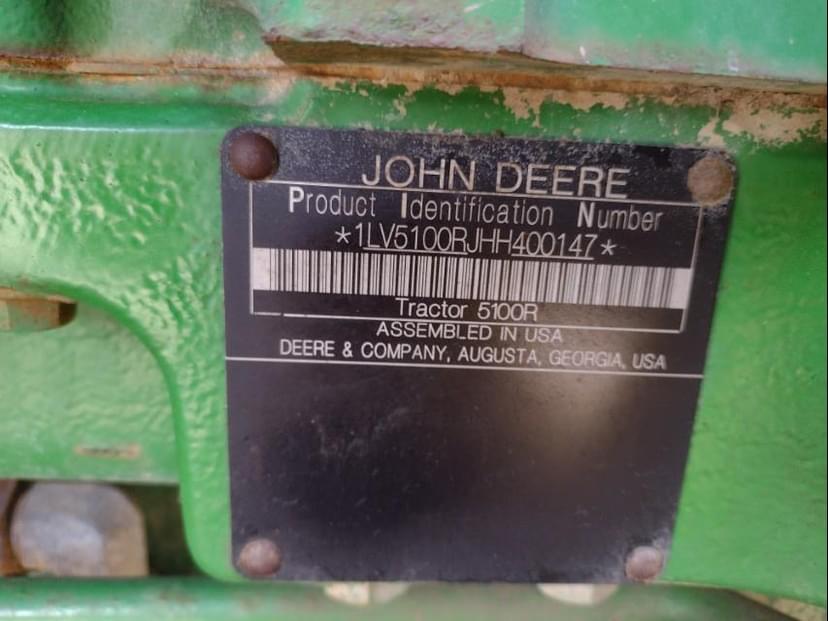 JOHN DEERE
Product Identification Number
*1LV5100RJHH400147*
Tractor 5100R
ASSEMBLED IN USA
DEERE & COMPANY, AUGUSTA, GEORGIA, USA